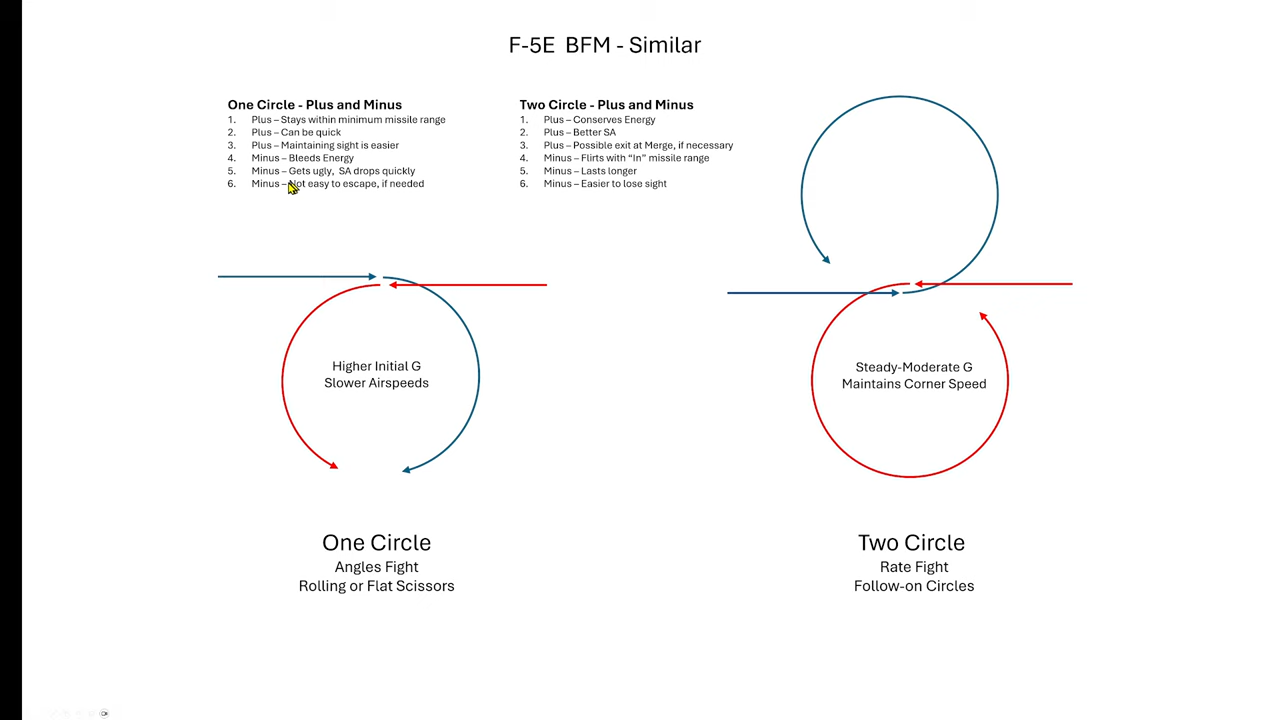 F-5E BFM - Similar
One Circle - Plus and Minus
1. Plus – Stays within minimum missile range
2. Plus – Can be quick
3. Plus – Maintaining sight is easier
4. Minus – Bleeds Energy
5. Minus – Gets ugly, SA drops quickly
6. Minus – Not easy to escape, if needed
Two Circle - Plus and Minus
1. Plus – Conserves Energy
2. Plus – Better SA
3. Plus – Possible exit at Merge, if necessary
4. Minus – Flirts with “In” missile range
5. Minus – Lasts longer
6. Minus – Easier to lose sight
Higher Initial G
Slower Airspeeds
Steady-Moderate G
Maintains Corner Speed
One Circle
Angles Fight
Rolling or Flat Scissors
Two Circle
Rate Fight
Follow-on Circles